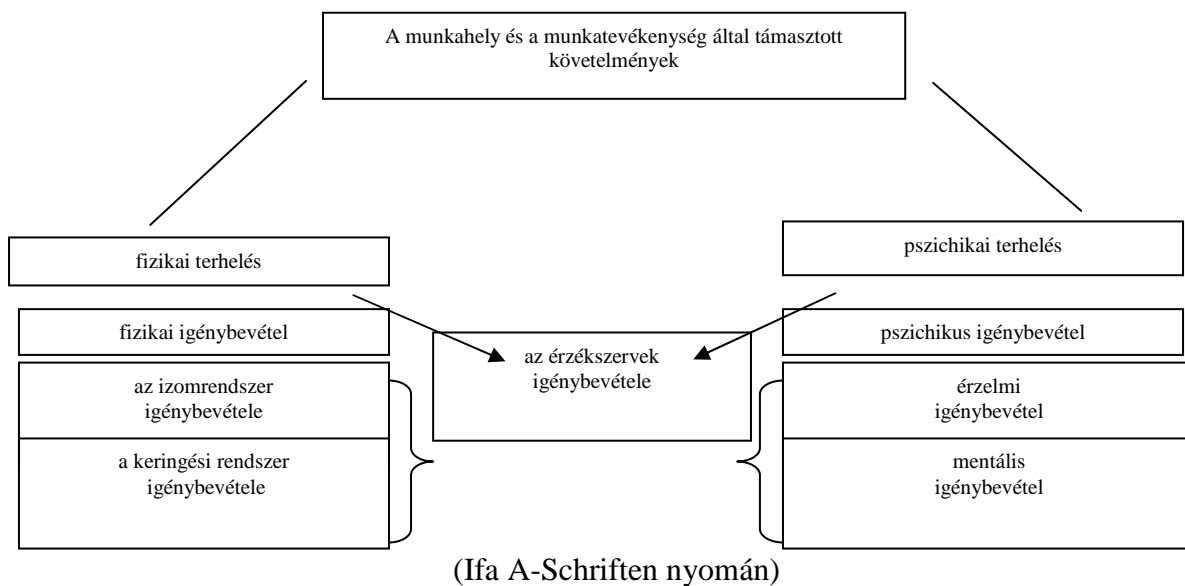 A munkahely és a munkatevékenység által támasztott
követelmények
fizikai terhelés
pszichikai terhelés
fizikai igénybevétel
pszichikus igénybevétel
az érzékszervek
igénybevétele
az izomrendszer
igénybevétele
érzelmi
igénybevétel
a keringési rendszer
igénybevétele
mentális
igénybevétel
(Ifa A-Schriften nyomán)